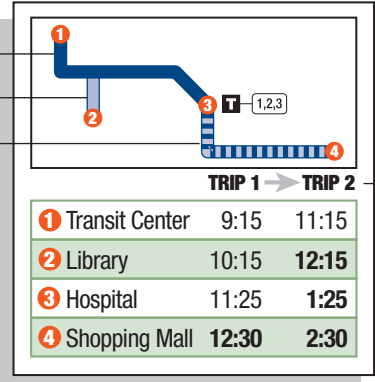 1
2
3 T 1,2,3
4
TRIP 1 TRIP 2
1 Transit Center 9:15 11:15
2 Library 10:15 12:15
3 Hospital 11:25 1:25
4 Shopping Mall 12:30 2:30